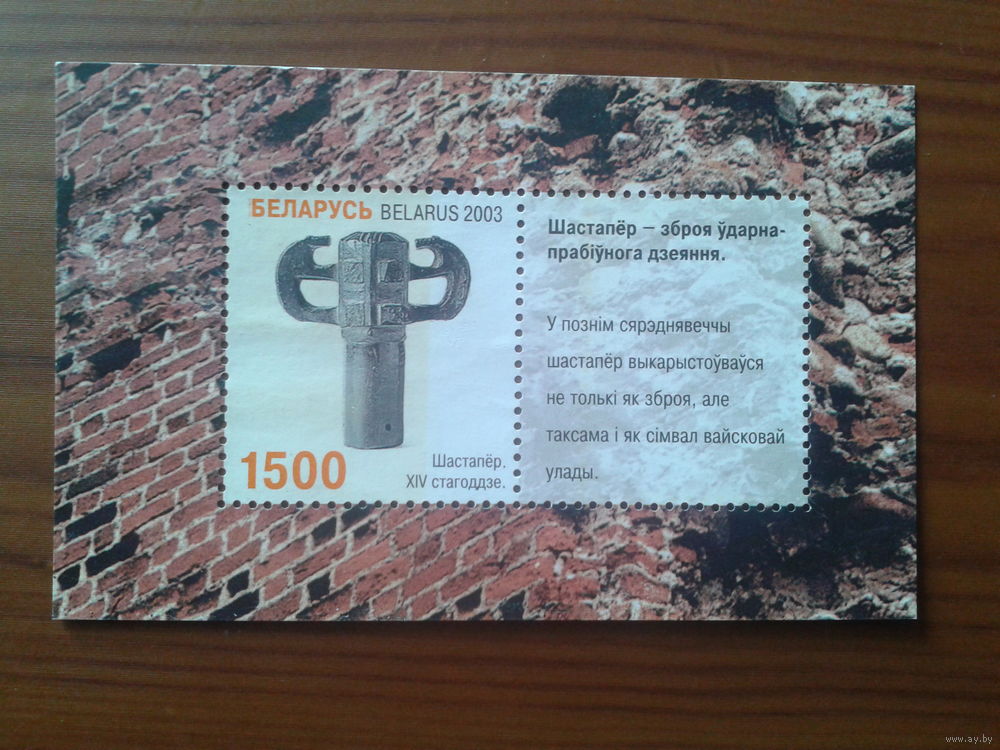 БЕЛАРУСЬ BELARUS 2003
1500
Шастапёр.
XIV стагоддзе.
Шастапёр – зброя ўдарна-
прабіўнога дзеяння.
У познім сярэднявеччы
шастапёр выкарыстоўваўся
не толькі як зброя, але
таксама і як сімвал вайсковай
улады.
www.ay.by